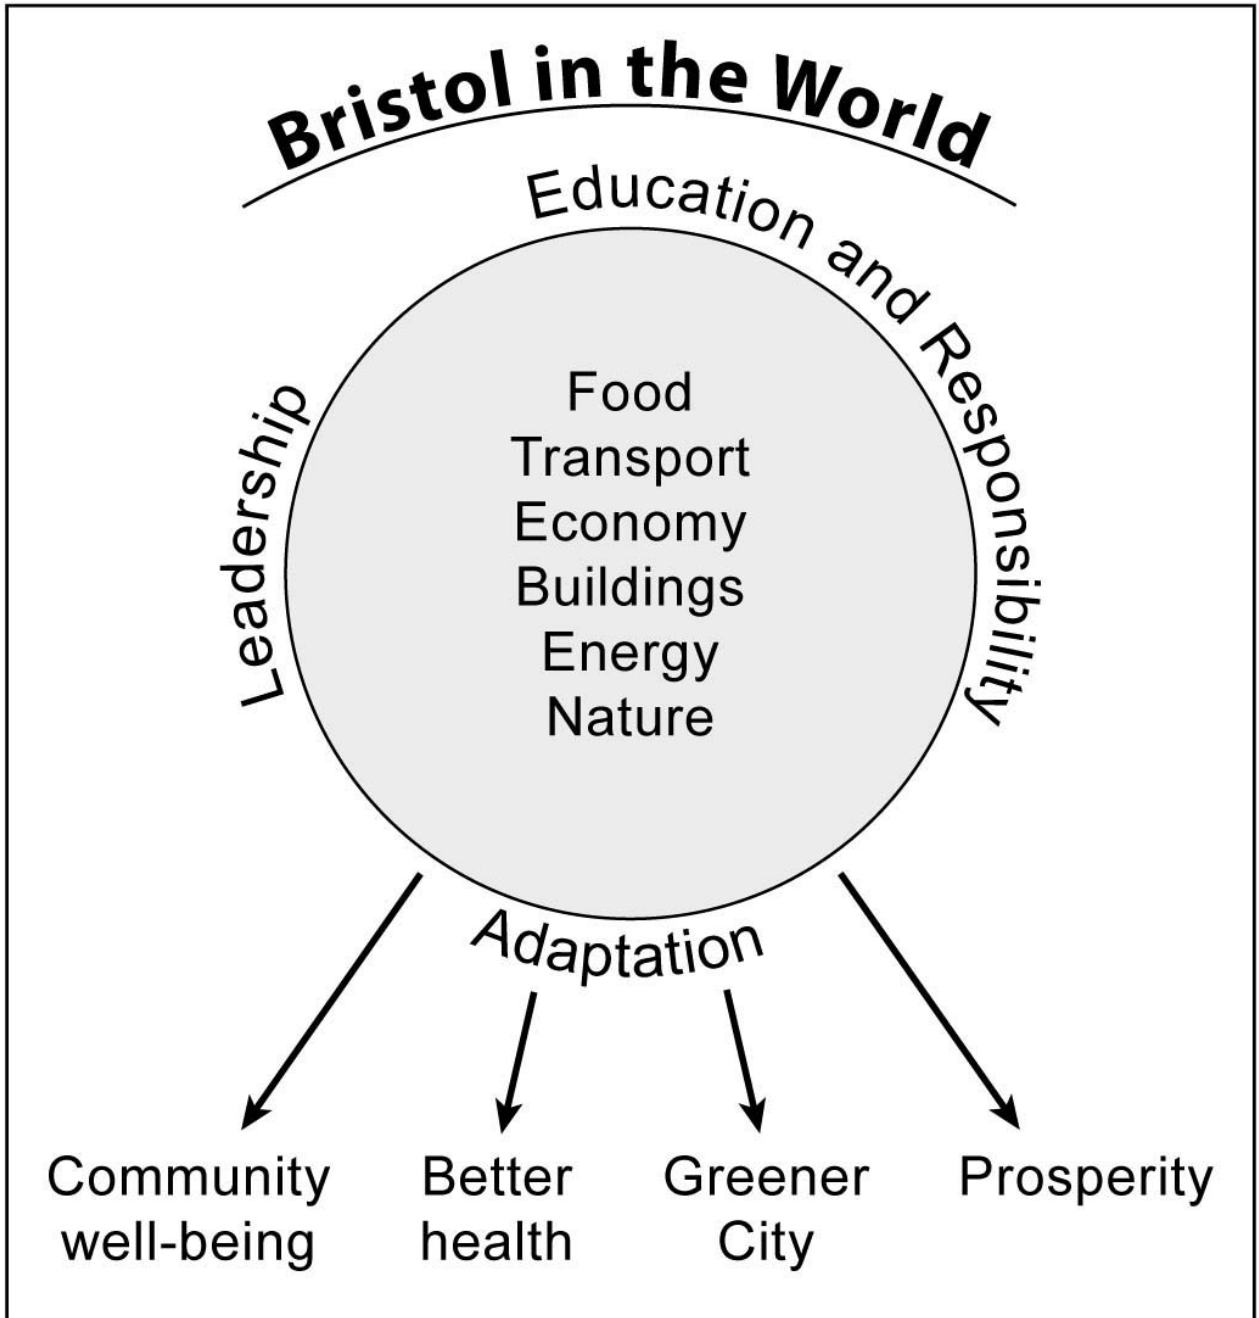 Bristol in the World
Education and Responsibility
Leadership
Food
Transport
Economy
Buildings
Energy
Nature
Adaptation
Community
well-being
Better
health
Greener
City
Prosperity